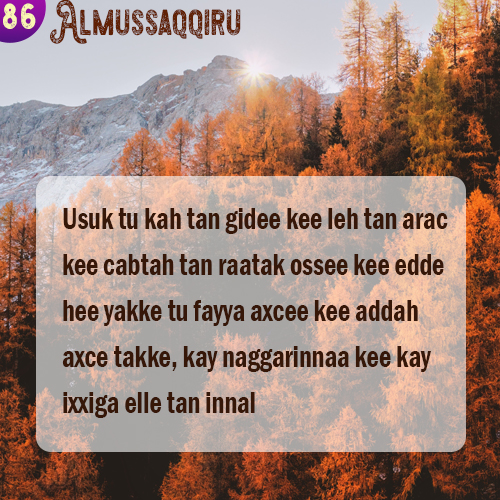 86
Almussaqqiru
Usuk tu kah tan gidee kee leh tan arac
kee cabtah tan raatak ossee kee edde
hee yakke tu fayya axcee kee addah
axce takke, kay naggarinnaa kee kay
ixxiga elle tan innal